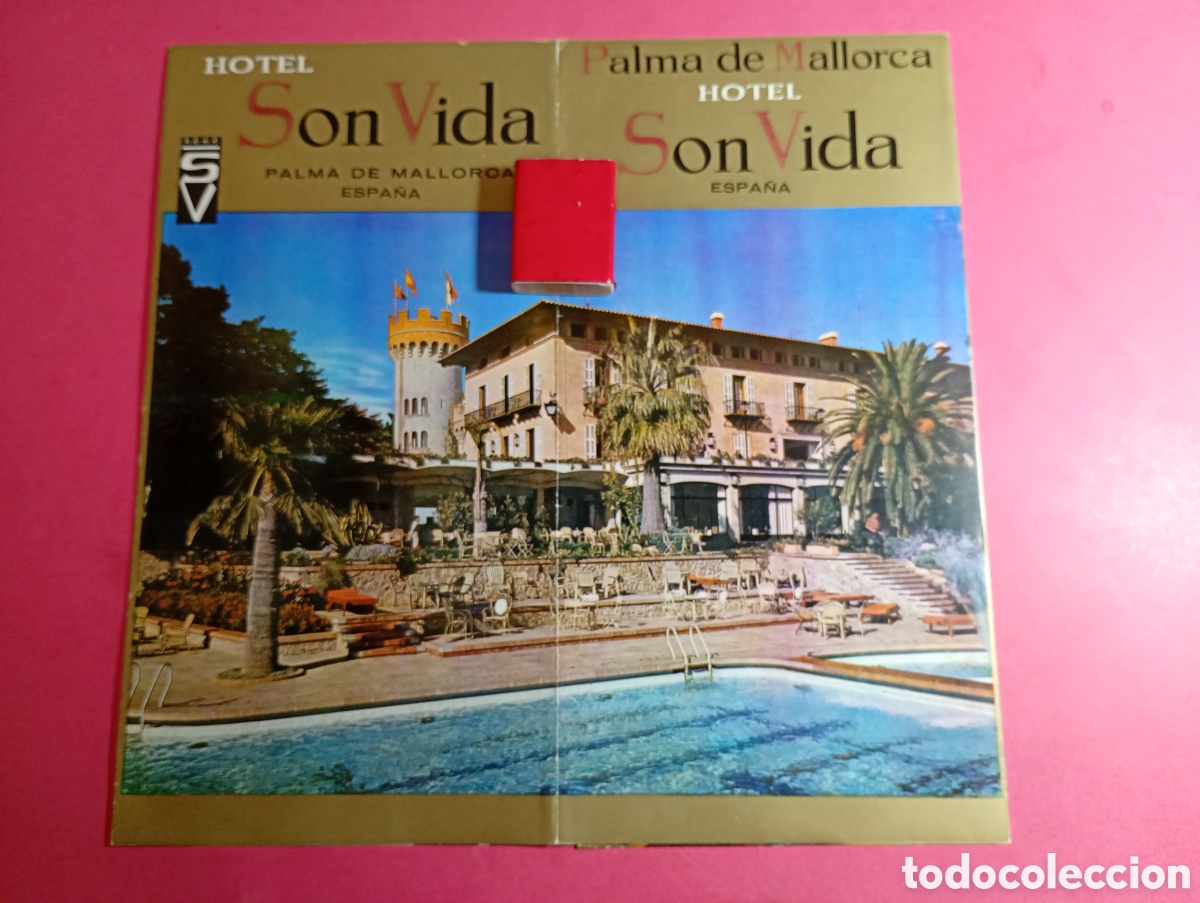 HOTEL
Son Vida
PALMA DE MALLORCA
ESPAÑA
SV
Palma de Mallorca
HOTEL
Son Vida
ESPAÑA
todocoleccion